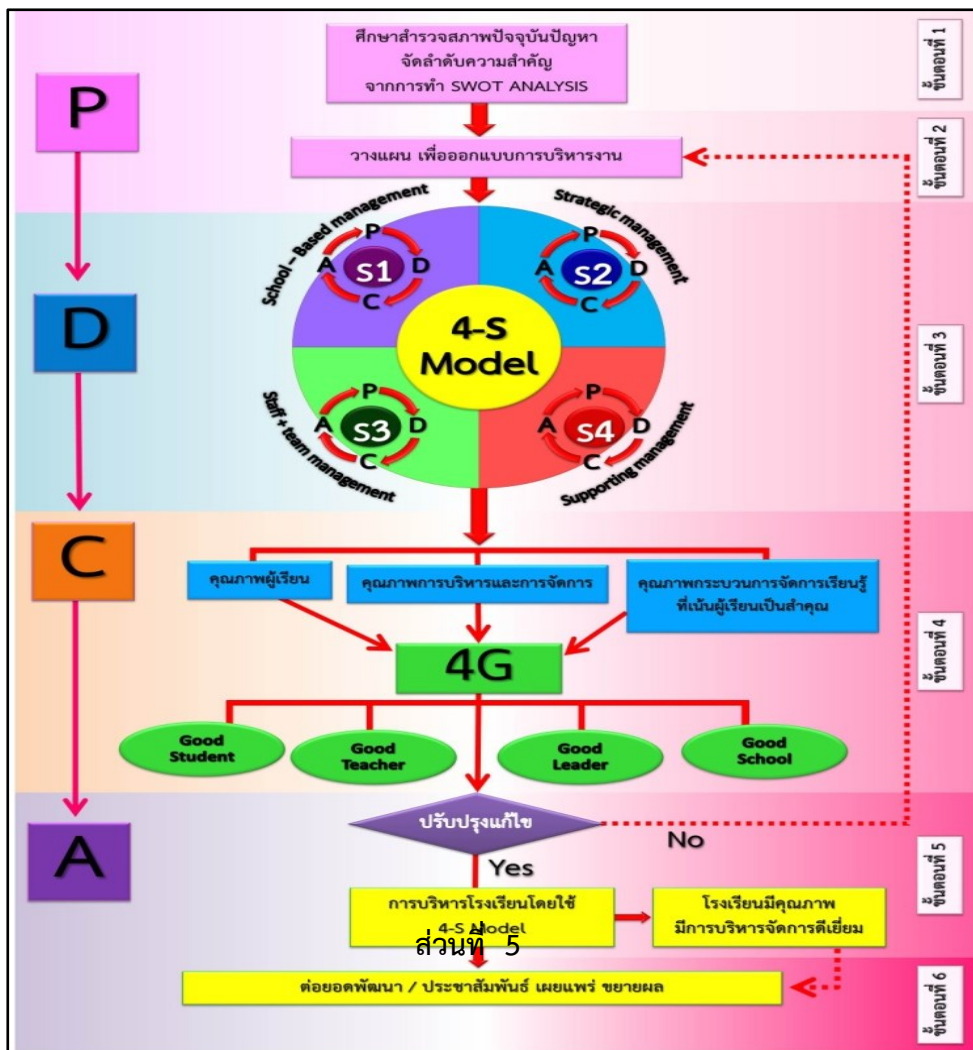 ศึกษาสำรวจสภาพปัจจุบันปัญหา
จัดลำดับความสำคัญ
จากการทำ SWOT ANALYSIS
ขั้นตอนที่ 1
P
วางแผน เพื่อออกแบบการบริหารงาน
ขั้นตอนที่ 2
School – Based management
P
A
S1
D
C
Strategic management
P
A
S2
D
C
D
4-S
Model
ขั้นตอนที่ 3
Staff + team management
P
A
S3
D
C
Supporting management
P
A
S4
D
C
C
คุณภาพผู้เรียน
คุณภาพการบริหารและการจัดการ
คุณภาพกระบวนการจัดการเรียนรู้
ที่เน้นผู้เรียนเป็นสำคุณ
4G
ขั้นตอนที่ 4
Good
Student
Good
Teacher
Good
Leader
Good
School
A
ปรับปรุงแก้ไข
No
Yes
ขั้นตอนที่ 5
การบริหารโรงเรียนโดยใช้
4-S Model
โรงเรียนมีคุณภาพ
มีการบริหารจัดการดีเยี่ยม
ส่วนที่ 5
ต่อยอดพัฒนา / ประชาสัมพันธ์ เผยแพร่ ขยายผล
ขั้นตอนที่ 6